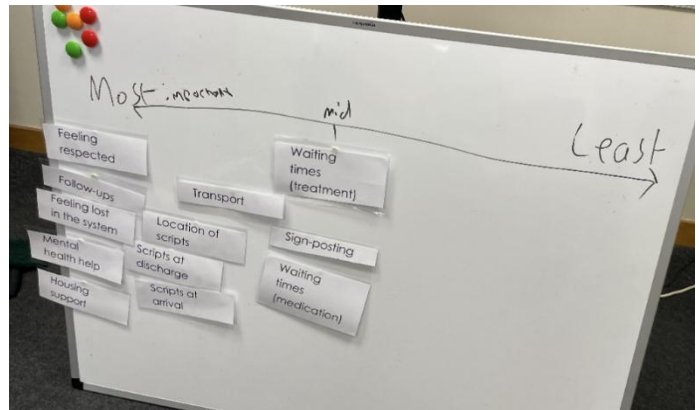 Most important
mid
Least
Feeling
respected
Follow-ups
Feeling lost
in the system
Mental
health help
Housing
support
Transport
Location of
scripts
Scripts at
discharge
Scripts at
arrival
Waiting
times
(treatment)
Sign-posting
Waiting
times
(medication)